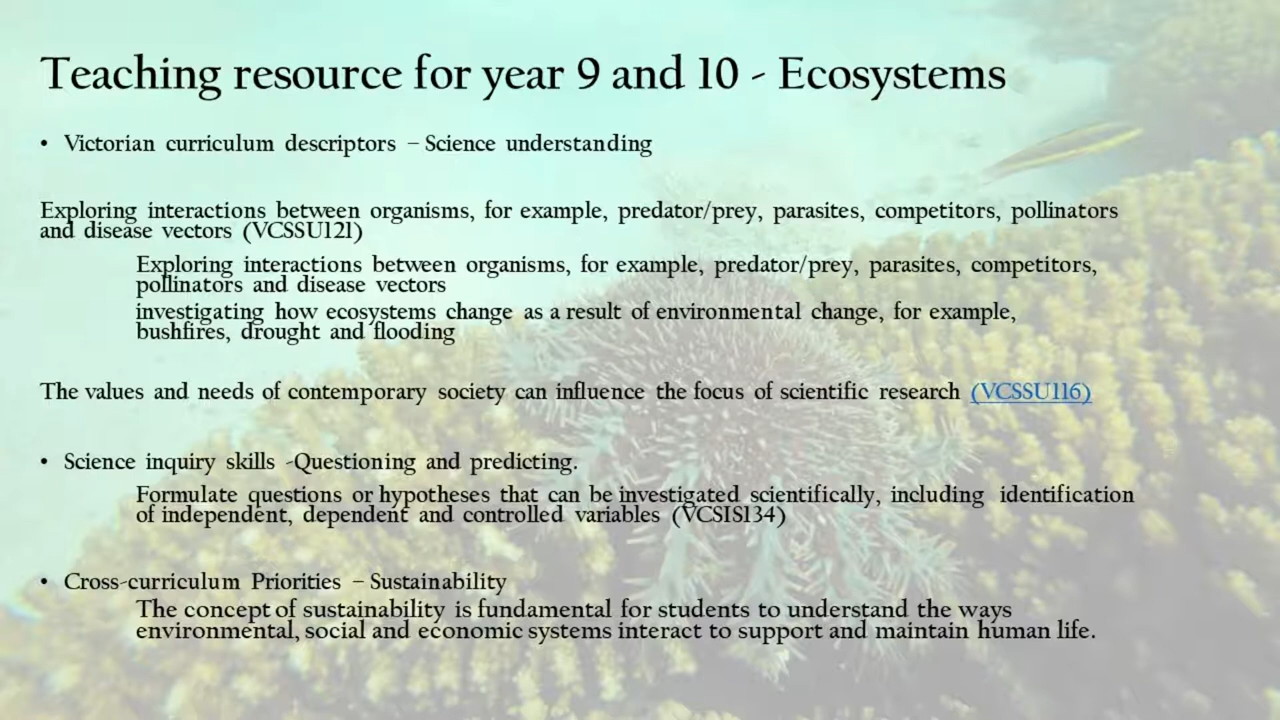 Teaching resource for year 9 and 10 - Ecosystems
• Victorian curriculum descriptors – Science understanding
Exploring interactions between organisms, for example, predator/prey, parasites, competitors, pollinators
and disease vectors (VCSSU121)
Exploring interactions between organisms, for example, predator/prey, parasites, competitors,
pollinators and disease vectors
investigating how ecosystems change as a result of environmental change, for example,
bushfires, drought and flooding
The values and needs of contemporary society can influence the focus of scientific research (VCSSU116)
• Science inquiry skills -Questioning and predicting.
Formulate questions or hypotheses that can be investigated scientifically, including identification
of independent, dependent and controlled variables (VCSIS134)
• Cross-curriculum Priorities – Sustainability
The concept of sustainability is fundamental for students to understand the ways
environmental, social and economic systems interact to support and maintain human life.